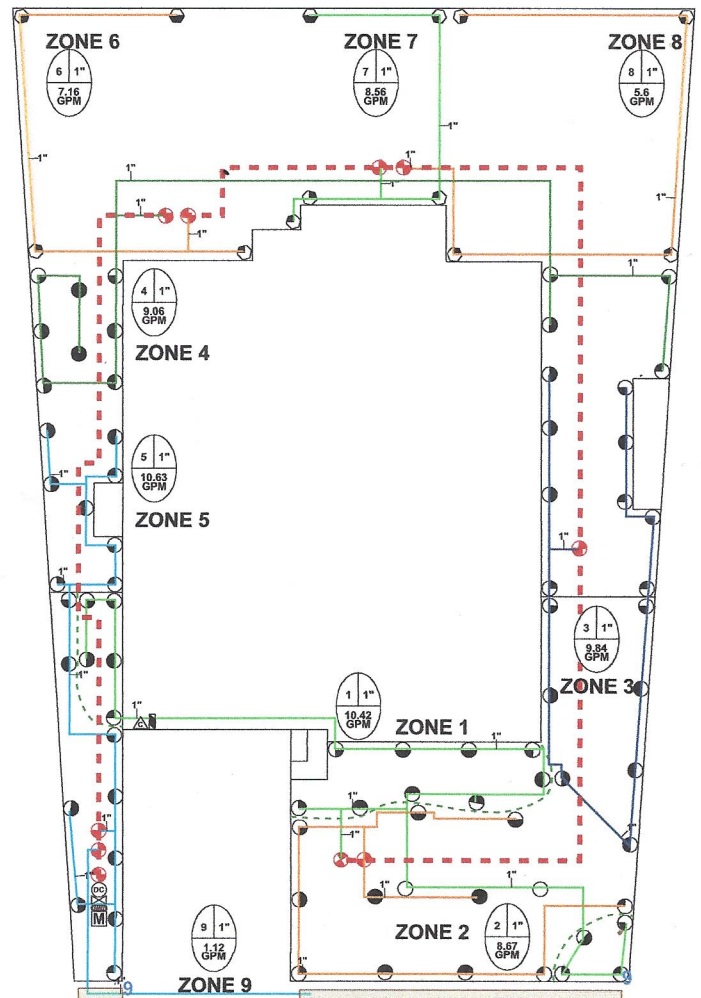 ZONE 6
ZONE 7
ZONE 8
6 1"
7.16
GPM
7 1"
8.56
GPM
8 1"
5.6
GPM
1"
1"
1"
1"
1"
1"
1"
1"
1"
1"
4 1"
9.06
GPM
ZONE 4
5 1"
10.63
GPM
ZONE 5
1"
1"
1"
1"
3 1"
9.84
GPM
ZONE 3
1 1"
10.42
GPM
ZONE 1
1"
C
1"
1"
1"
1"
1"
1"
DC
M
9 1"
1.12
GPM
ZONE 9
ZONE 2
2 1"
8.67
GPM
1"
9
9